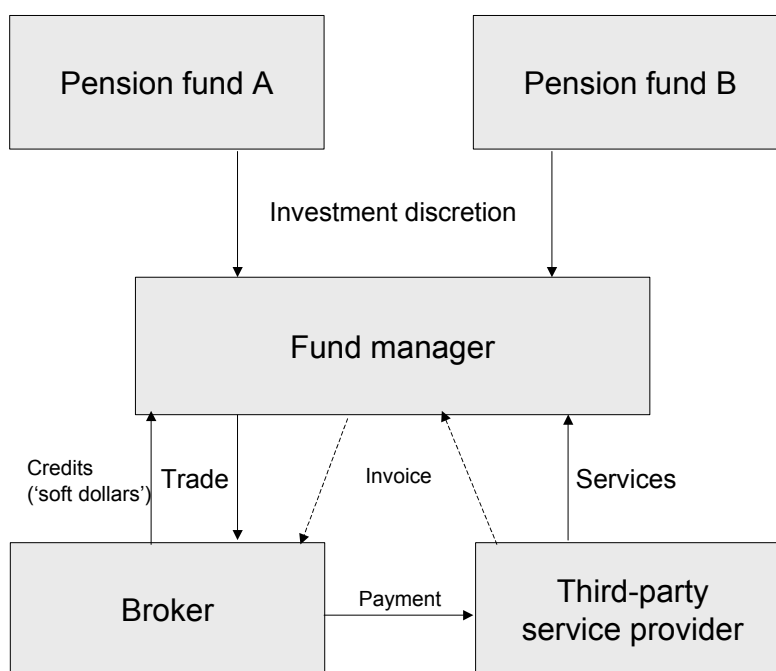 Pension fund A
Pension fund B
Investment discretion
Fund manager
Credits
(‘soft dollars’)
Trade
Invoice
Services
Broker
Payment
Third-party
service provider